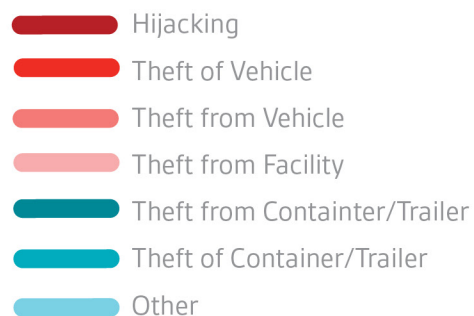 Hijacking
Theft of Vehicle
Theft from Vehicle
Theft from Facility
Theft from Containter/Trailer
Theft of Container/Trailer
Other